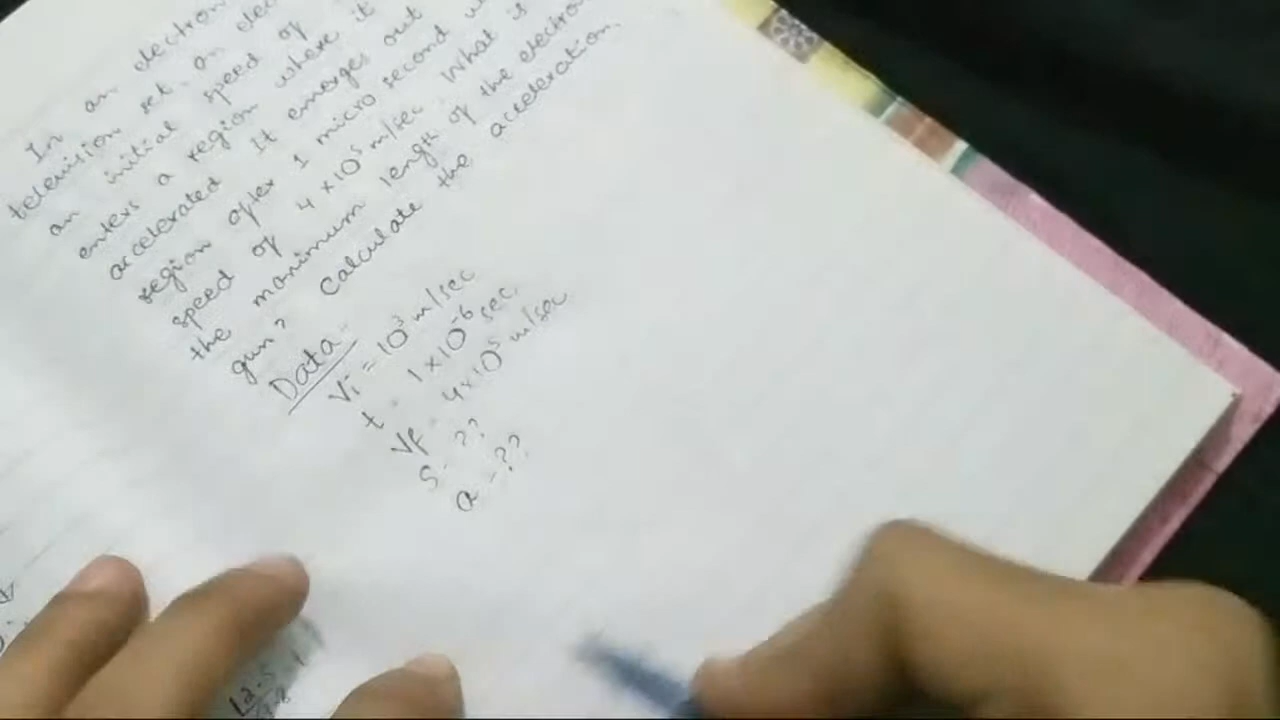 In an electron
television set, an elec
an initial speed of
enters a region where it
accelerated It emerges out
region after 1 micro second w
speed of 4 × 10⁵ m/sec What is
the maximum length of the electron
gun? Calculate the acceleration
Data:-
Vi = 10³ m/sec
t = 1 × 10⁻⁶ sec.
Vf = 4×10⁵ m/sec.
S - ??
a - ??